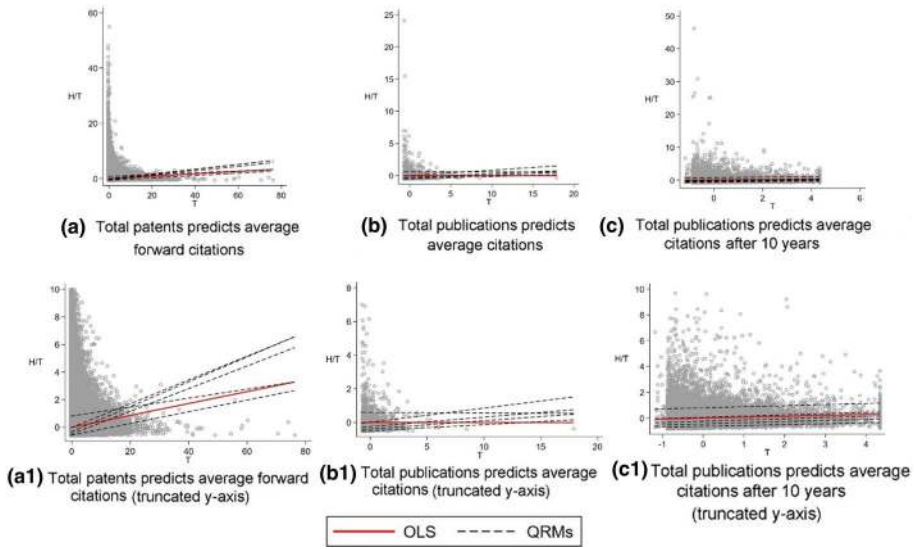 60
40
H/T
20
0
0 20 40 60 80
T
(a) Total patents predicts average
forward citations
25
20
15
H/T
10
5
0
0 5 10 15 20
T
(b) Total publications predicts
average citations
50
40
30
H/T
20
10
0
0 2 4 6
T
(c) Total publications predicts average
citations after 10 years
10
8
6
H/T
4
2
0
0 20 40 60 80
T
(a1) Total patents predicts average forward
citations (truncated y-axis)
8
6
4
H/T
2
0
0 5 10 15 20
T
(b1) Total publications predicts average
citations (truncated y-axis)
10
8
6
H/T
4
2
0
-1 0 1 2 3 4
T
(c1) Total publications predicts average
citations after 10 years
(truncated y-axis)
OLS QRMs